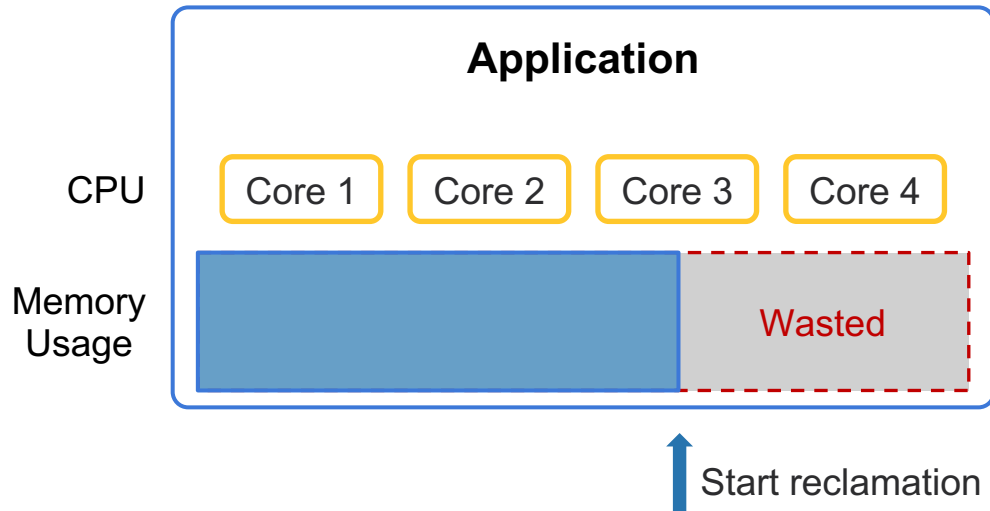 Application
CPU
Core 1
Core 2
Core 3
Core 4
Memory
Usage
Wasted
Start reclamation